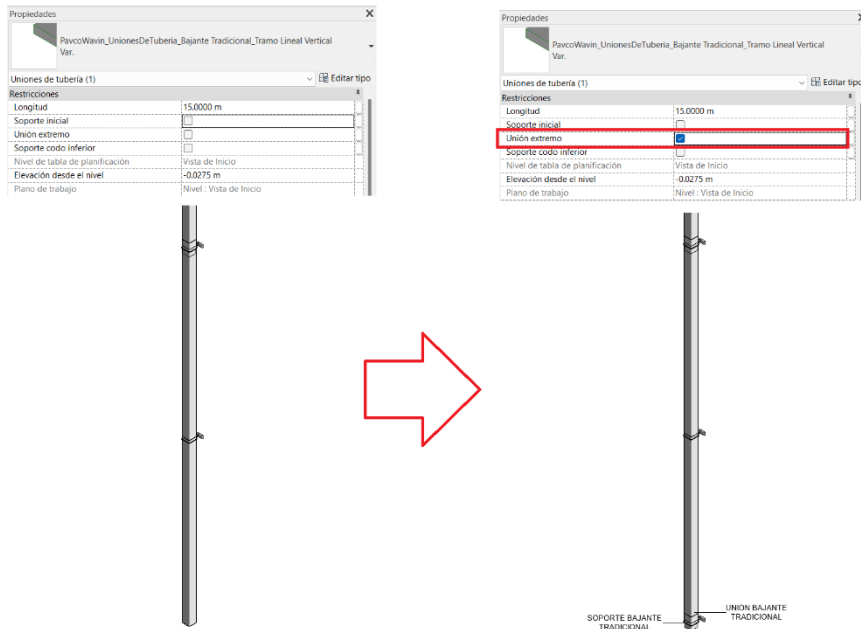 Propiedades X
PavcoWavin_UnionesDeTuberia_Bajante Tradicional_Tramo Lineal Vertical
Var.
Uniones de tubería (1) Editar tipo
Restricciones
Longitud 15.0000 m
Soporte inicial
Unión extremo
Soporte codo inferior
Nivel de tabla de planificación Vista de Inicio
Elevación desde el nivel -0.0275 m
Plano de trabajo Nivel : Vista de Inicio
Propiedades
PavcoWavin_UnionesDeTuberia_Bajante Tradicional_Tramo Lineal Vertical
Var.
Uniones de tubería (1) Editar tipo
Restricciones
Longitud 15.0000 m
Soporte inicial
Unión extremo
Soporte codo inferior
Nivel de tabla de planificación Vista de Inicio
Elevación desde el nivel -0.0275 m
Plano de trabajo Nivel : Vista de Inicio
UNION BAJANTE
TRADICIONAL
SOPORTE BAJANTE
TRADICIONAL